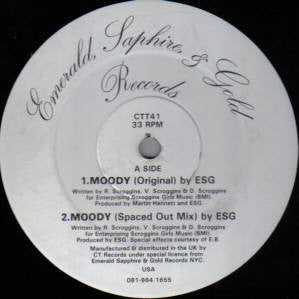 Emerald, Saphire, & Gold
Records
CTT41
33 RPM
A SIDE
1.MOODY (Original) by ESG
Written by R. Scroggins, V. Scroggins & D. Scroggins
for Enterprising Scroggins Girls Music (BMI).
Produced by Martin Hannett and ESG.
2.MOODY (Spaced Out Mix) by ESG
Written by R. Scroggins, V. Scroggins & D. Scroggins
for Enterprising Scroggins Girls Music (BMI).
Produced by ESG. Special effects courtesy of E.B.
Manufactured & distributed in the UK by
CT Records under special licence from
Emerald Sapphire & Gold Records NYC.
USA
081-964 1655